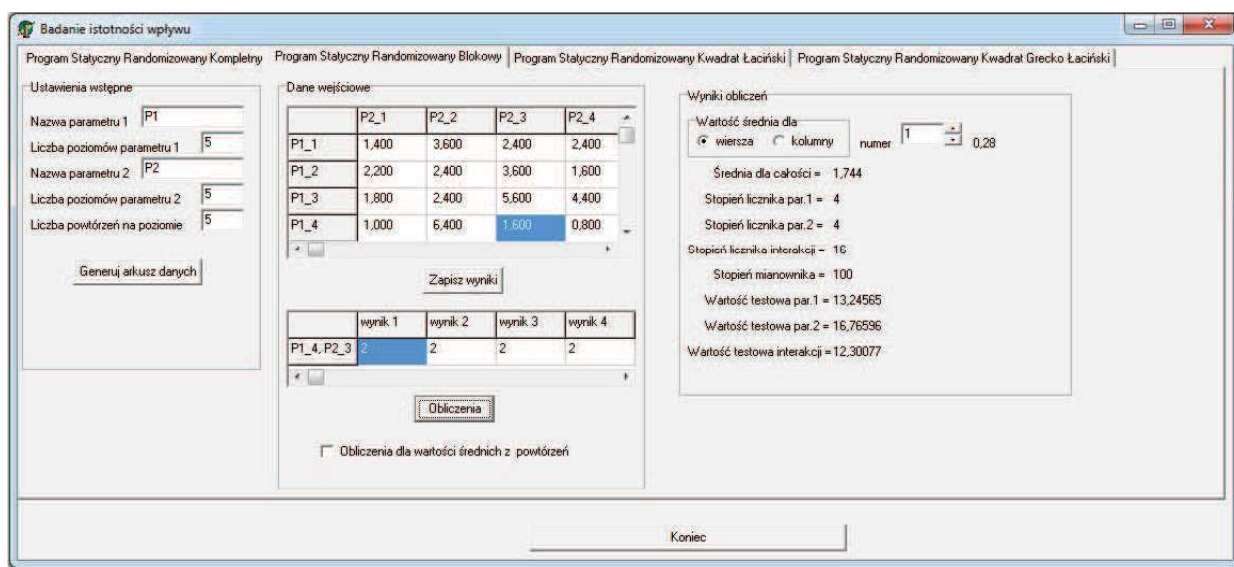 Badanie istotności wpływu
Program Statyczny Randomizowany Kompletny Program Statyczny Randomizowany Blokowy Program Statyczny Randomizowany Kwadrat Łaciński Program Statyczny Randomizowany Kwadrat Grecko Łaciński
Ustawienia wstępne
Nazwa parametru 1 P1
Liczba poziomów parametru 1 5
Nazwa parametru 2 P2
Liczba poziomów parametru 2 5
Liczba powtórzeń na poziomie 5
Generuj arkusz danych
Dane wejściowe
P2_1 P2_2 P2_3 P2_4
P1_1 1,400 3,600 2,400 2,400
P1_2 2,200 2,400 3,600 1,600
P1_3 1,800 2,400 5,600 4,400
P1_4 1,000 6,400 1,600 0,800
Zapisz wyniki
wynik 1 wynik 2 wynik 3 wynik 4
P1_4, P2_3 2 2 2 2
Obliczenia
Obliczenia dla wartości średnich z powtórzeń
Wyniki obliczeń
Wartość średnia dla
wiersza kolumny numer 1 0,28
Średnia dla całości = 1,744
Stopień licznika par.1 = 4
Stopień licznika par.2 = 4
Stopień licznika interakcji = 16
Stopień mianownika = 100
Wartość testowa par.1 = 13,24565
Wartość testowa par.2 = 16,76596
Wartość testowa interakcji = 12,30077
Koniec